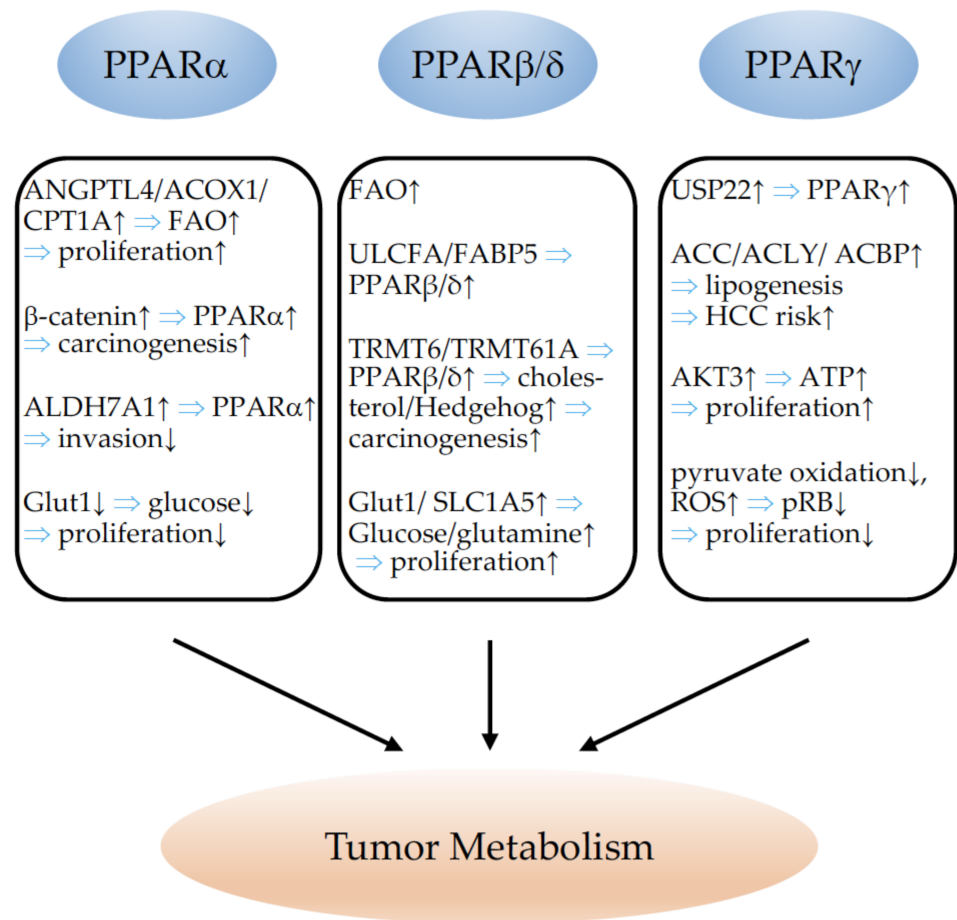 PPARα
PPARβ/δ
PPARγ
ANGPTL4/ACOX1/
CPT1A↑ ⇒ FAO↑
⇒ proliferation↑
β-catenin↑ ⇒ PPARα↑
⇒ carcinogenesis↑
ALDH7A1↑ ⇒ PPARα↑
⇒ invasion↓
Glut1↓ ⇒ glucose↓
⇒ proliferation↓
FAO↑
ULCFA/FABP5 ⇒
PPARβ/δ↑
TRMT6/TRMT61A ⇒
PPARβ/δ↑ ⇒ choles-
terol/Hedgehog↑ ⇒
carcinogenesis↑
Glut1/ SLC1A5↑ ⇒
Glucose/glutamine↑
⇒ proliferation↑
USP22↑ ⇒ PPARγ↑
ACC/ACLY/ ACBP↑
⇒ lipogenesis
⇒ HCC risk↑
AKT3↑ ⇒ ATP↑
⇒ proliferation↑
pyruvate oxidation↓,
ROS↑ ⇒ pRB↓
⇒ proliferation↓
Tumor Metabolism